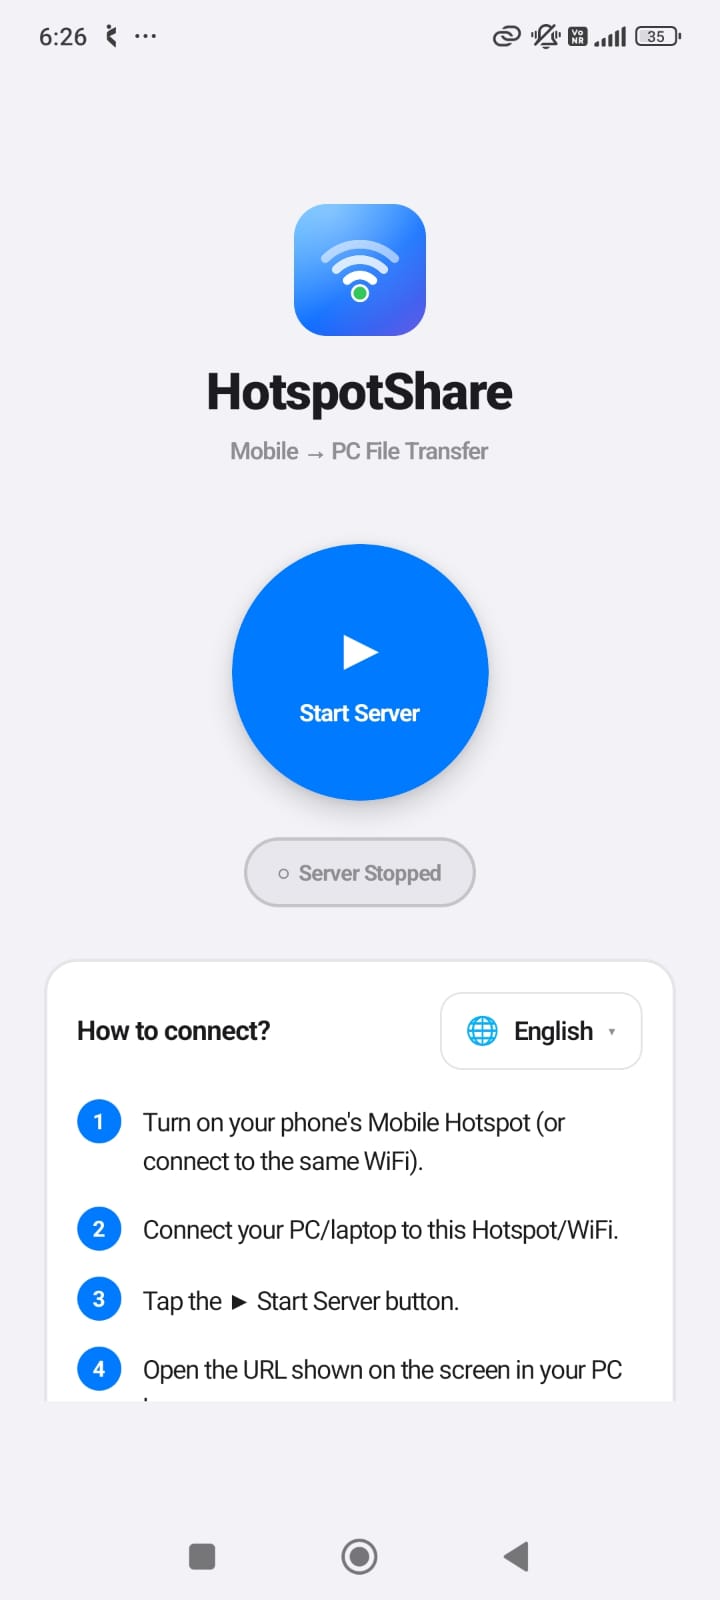 6:26
VoNR
35
HotspotShare
Mobile → PC File Transfer
▶
Start Server
○ Server Stopped
How to connect?
English ▾
1 Turn on your phone's Mobile Hotspot (or
connect to the same WiFi).
2 Connect your PC/laptop to this Hotspot/WiFi.
3 Tap the ▶ Start Server button.
4 Open the URL shown on the screen in your PC